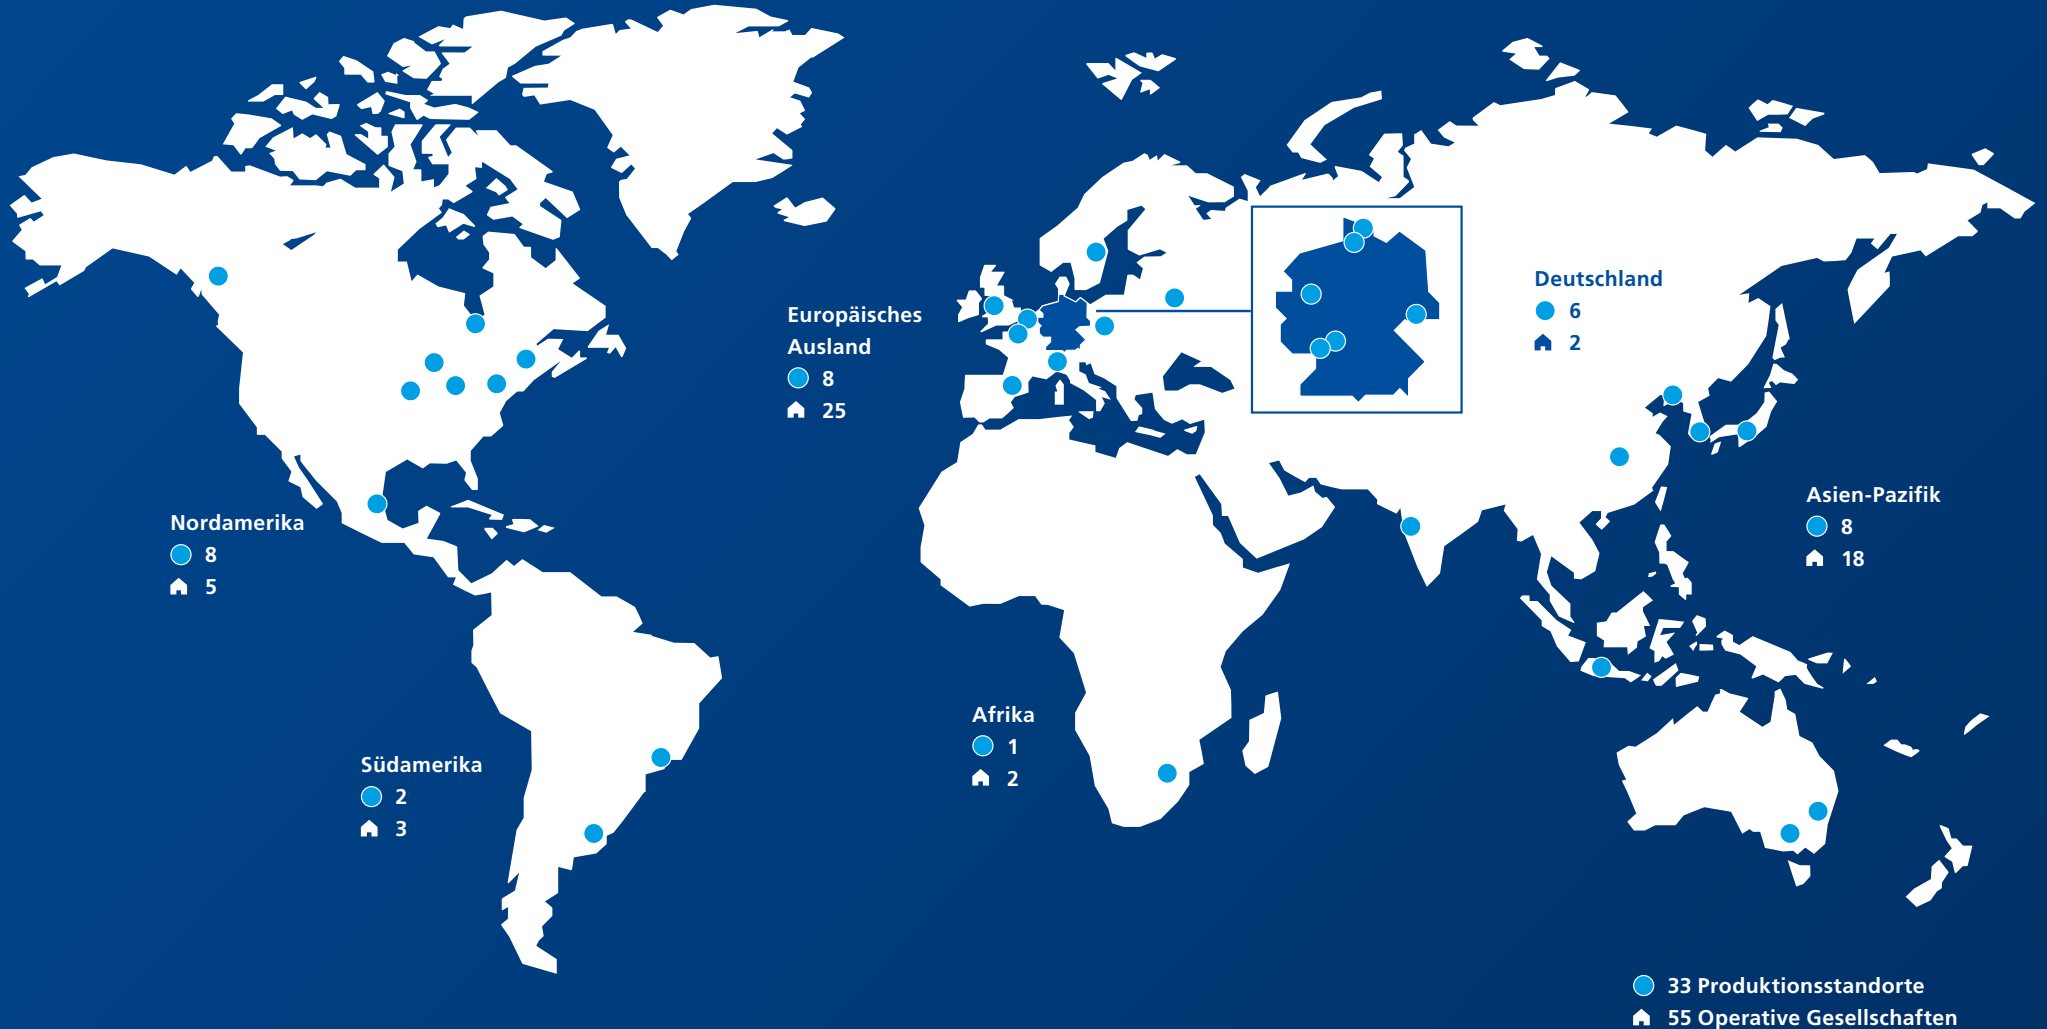 Europäisches
Ausland
8
25
Deutschland
6
2
Nordamerika
8
5
Asien-Pazifik
8
18
Afrika
1
2
Südamerika
2
3
33 Produktionsstandorte
55 Operative Gesellschaften